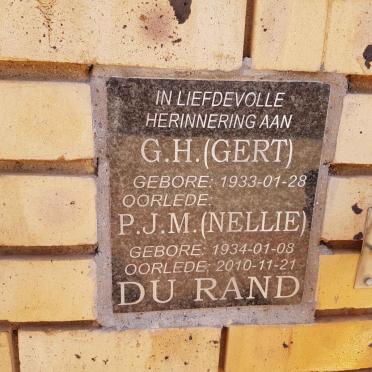 IN LIEFDEVOLLE
HERINNERING AAN
G.H.(GERT)
GEBORE: 1933-01-28
OORLEDE:
P.J.M.(NELLIE)
GEBORE: 1934-01-08
OORLEDE: 2010-11-21
DU RAND